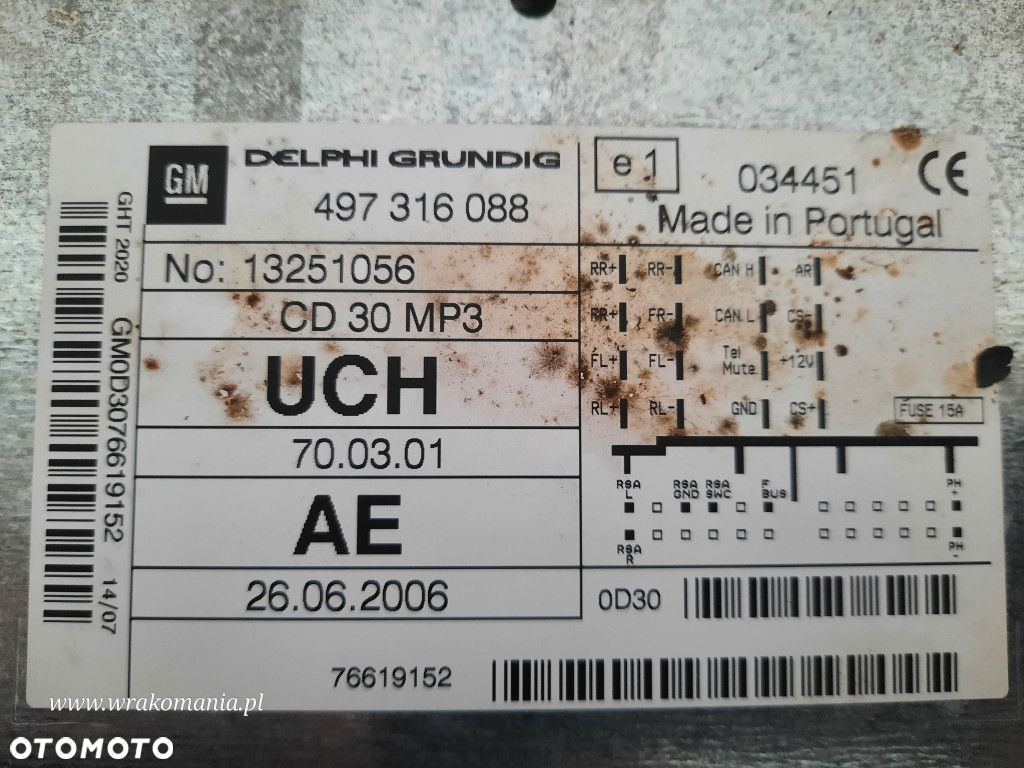 GM
DELPHI GRUNDIG
497 316 088
e 1
034451
CE
Made in Portugal
No: 13251056
CD 30 MP3
UCH
70.03.01
AE
26.06.2006
GHT 2020
GM0D3076619152
14/07
RR+ RR- CAN H AR
RR+ FR- CAN L CS-
FL+ FL- Tel Mute +12V
RL+ RL- GND CS+
FUSE 15A
RSA L
RSA GND
RSA SWC
F BUS
PH +
RSA R
PH -
0D30
76619152
www.wrakomania.pl
OTOMOTO